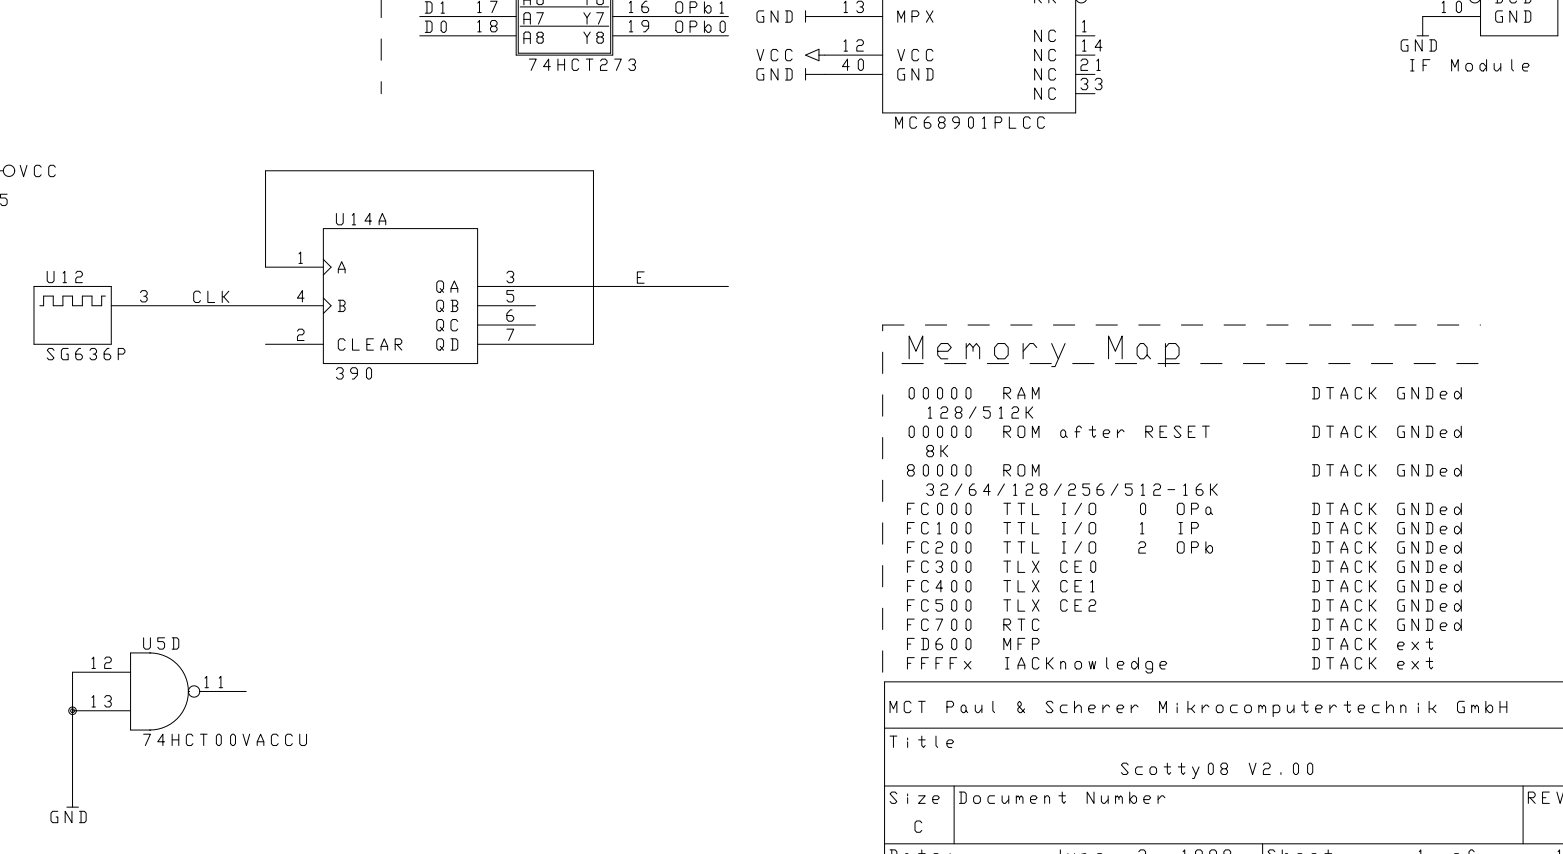 D1 17 A7 Y7 16 OPb1
D0 18 A8 Y8 19 OPb0
74HCT273
GND 13 MPX
NC 1
VCC 12 VCC NC 14
GND 40 GND NC 21
NC 33
MC68901PLCC
10 GND
GND
IF Module
VCC
5
U14A
1 A
U12
3 CLK 4 B
2 CLEAR
QA 3 E
QB 5
QC 6
QD 7
SG636P
390
Memory Map
00000 RAM DTACK GNDed
128/512K
00000 ROM after RESET DTACK GNDed
8K
80000 ROM DTACK GNDed
32/64/128/256/512-16K
FC000 TTL I/O 0 OPa DTACK GNDed
FC100 TTL I/O 1 IP DTACK GNDed
FC200 TTL I/O 2 OPb DTACK GNDed
FC300 TLX CE0 DTACK GNDed
FC400 TLX CE1 DTACK GNDed
FC500 TLX CE2 DTACK GNDed
FC700 RTC DTACK GNDed
FD600 MFP DTACK ext
FFFFx IACKnowledge DTACK ext
U5D
12
13
11
74HCT00VACCU
GND
MCT Paul & Scherer Mikrocomputertechnik GmbH
Title
Scotty08 V2.00
Size Document Number REV
C